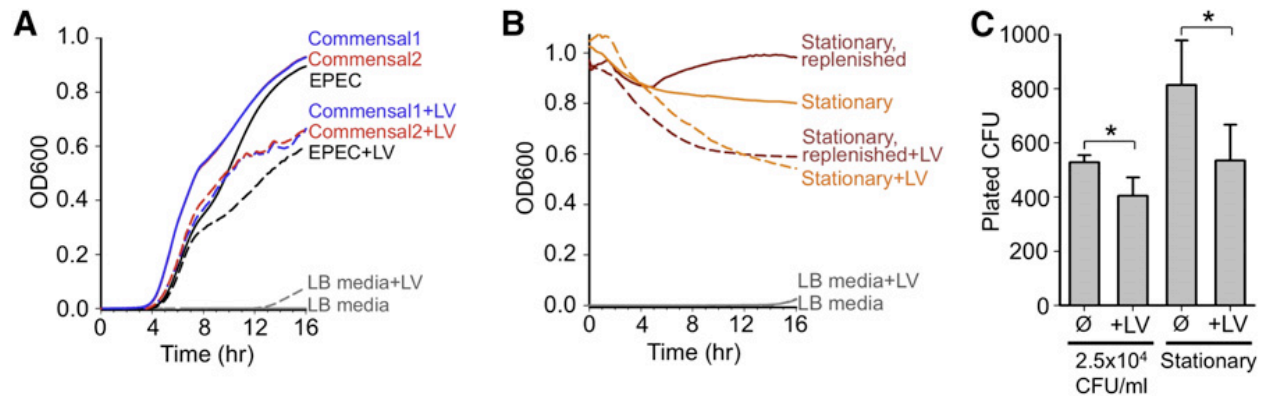 A
1.0
0.8
0.6
0.4
0.2
0.0
OD600
0
4
8
12
16
Time (hr)
Commensal1
Commensal2
EPEC
Commensal1+LV
Commensal2+LV
EPEC+LV
LB media+LV
LB media
B
1.0
0.8
0.6
0.4
0.2
0.0
OD600
0
4
8
12
16
Time (hr)
Stationary,
replenished
Stationary
Stationary,
replenished+LV
Stationary+LV
LB media+LV
LB media
C
1000
800
600
400
200
0
Plated CFU
*
*
Ø +LV Ø +LV
2.5x10⁴
CFU/ml
Stationary